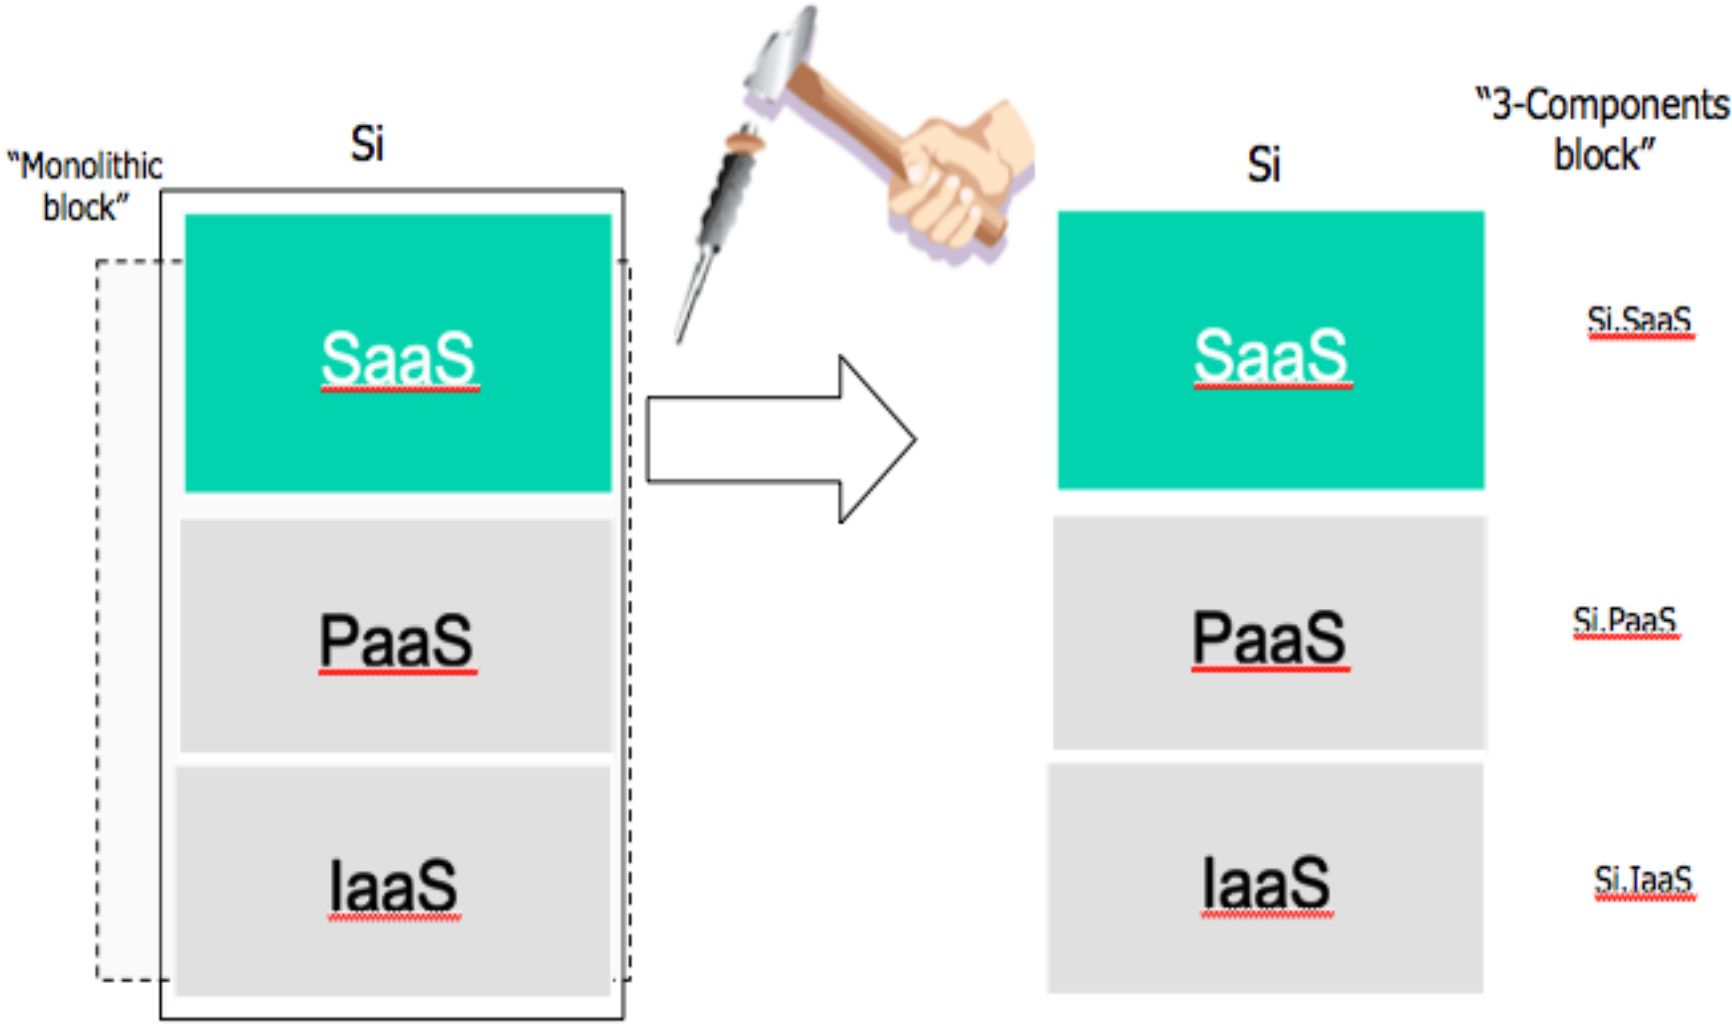 “Monolithic
block”
Si
SaaS
PaaS
IaaS
“3-Components
block”
Si
SaaS
PaaS
IaaS
Si.SaaS
Si.PaaS
Si.IaaS